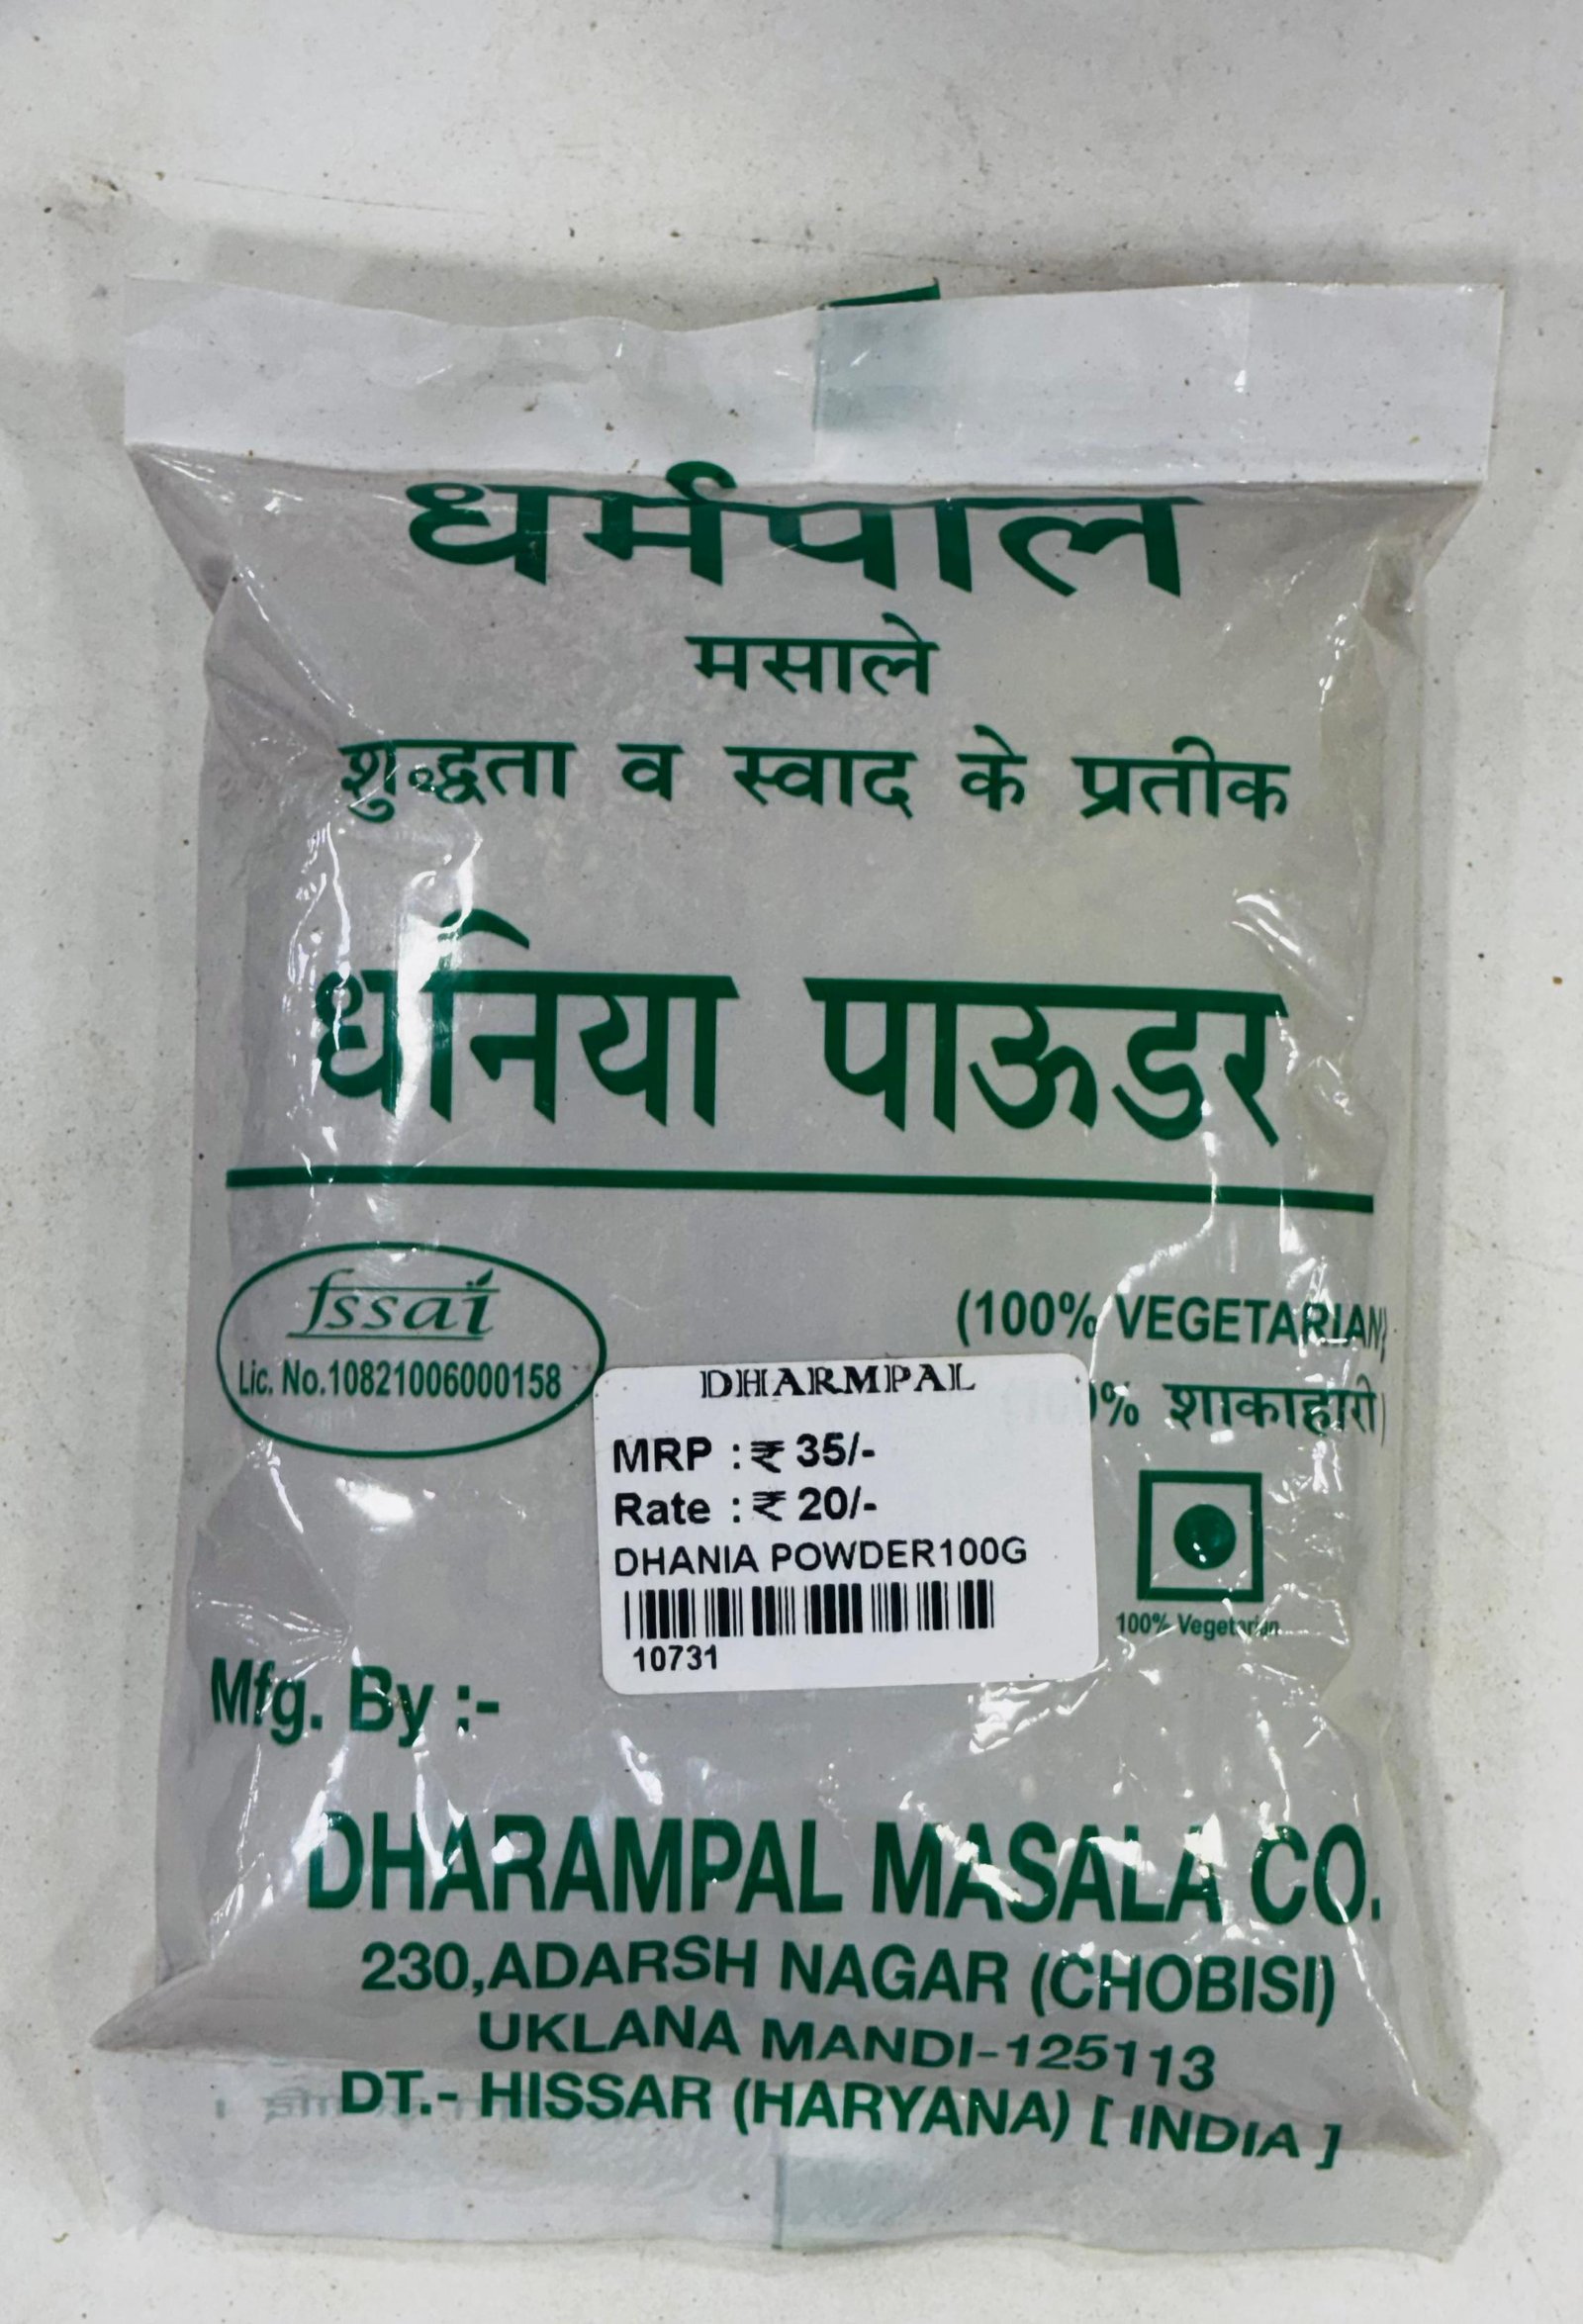 धर्मपाल
मसाले
शुद्धता व स्वाद के प्रतीक
धनिया पाऊडर
fssai
Lic. No.10821006000158
(100% VEGETARIAN)
% शाकाहारी)
DHARMPAL
MRP : ₹ 35/-
Rate : ₹ 20/-
DHANIA POWDER100G
10731
100% Vegetarian
Mfg. By :-
DHARAMPAL MASALA CO.
230,ADARSH NAGAR (CHOBISI)
UKLANA MANDI-125113
DT.- HISSAR (HARYANA) [ INDIA ]